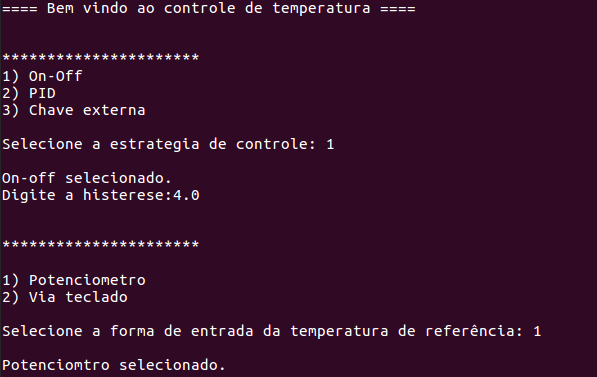 ==== Bem vindo ao controle de temperatura ====
**********************
1) On-Off
2) PID
3) Chave externa
Selecione a estrategia de controle: 1
On-off selecionado.
Digite a histerese:4.0
**********************
1) Potenciometro
2) Via teclado
Selecione a forma de entrada da temperatura de referência: 1
Potenciomtro selecionado.